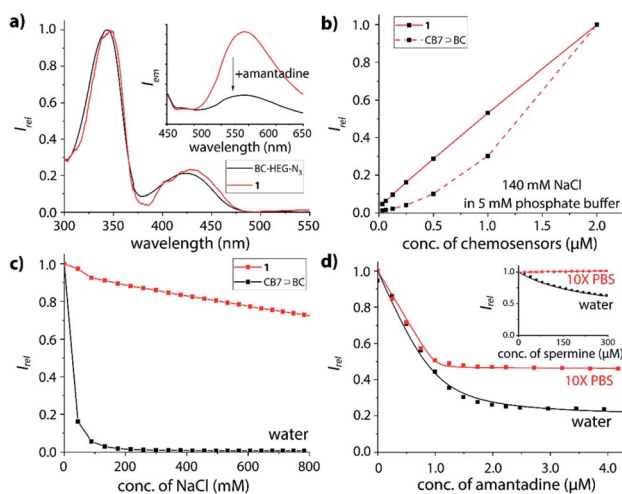 a)
1.0
0.8
0.6
0.4
0.2
0.0
I_rel
300 350 400 450 500 550
wavelength (nm)
I_em
+amantadine
450 500 550 600 650
wavelength (nm)
BC-HEG-N₃
1
b)
1.0
0.8
0.6
0.4
0.2
0.0
I_rel
1
CB7⊃BC
140 mM NaCl
in 5 mM phosphate buffer
0.0 0.5 1.0 1.5 2.0
conc. of chemosensors (μM)
c)
1.0
0.8
0.6
0.4
0.2
0.0
I_rel
1
CB7⊃BC
water
0 200 400 600 800
conc. of NaCl (mM)
d)
1.0
0.8
0.6
0.4
0.2
0.0
I_rel
1.0
0.5
0.0
I_rel
10X PBS
water
0 100 200 300
conc. of spermine (μM)
10X PBS
water
0 1.0 2.0 3.0 4.0
conc. of amantadine (μM)